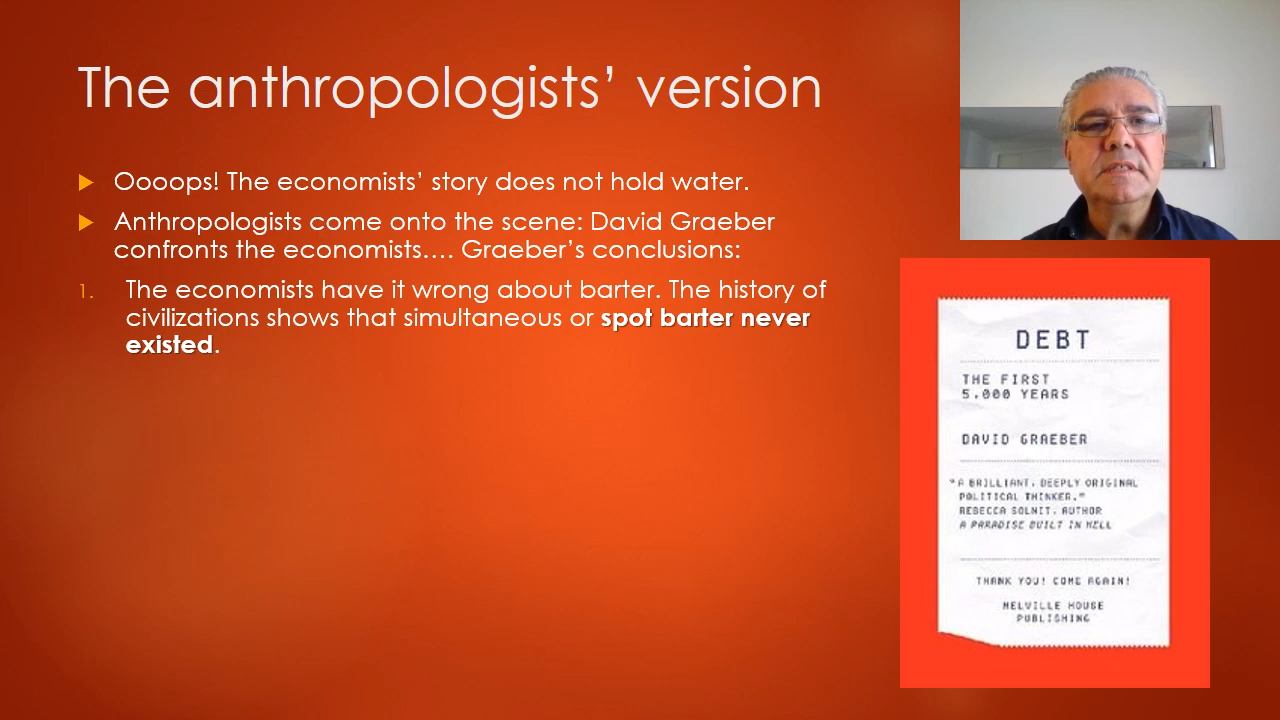 The anthropologists’ version
Oooops! The economists’ story does not hold water.
Anthropologists come onto the scene: David Graeber
confronts the economists…. Graeber’s conclusions:
1. The economists have it wrong about barter. The history of
civilizations shows that simultaneous or spot barter never
existed.
DEBT
THE FIRST
5,000 YEARS
DAVID GRAEBER
"A BRILLIANT, DEEPLY ORIGINAL
POLITICAL THINKER."
REBECCA SOLNIT, AUTHOR
A PARADISE BUILT IN HELL
THANK YOU! COME AGAIN!
MELVILLE HOUSE
PUBLISHING